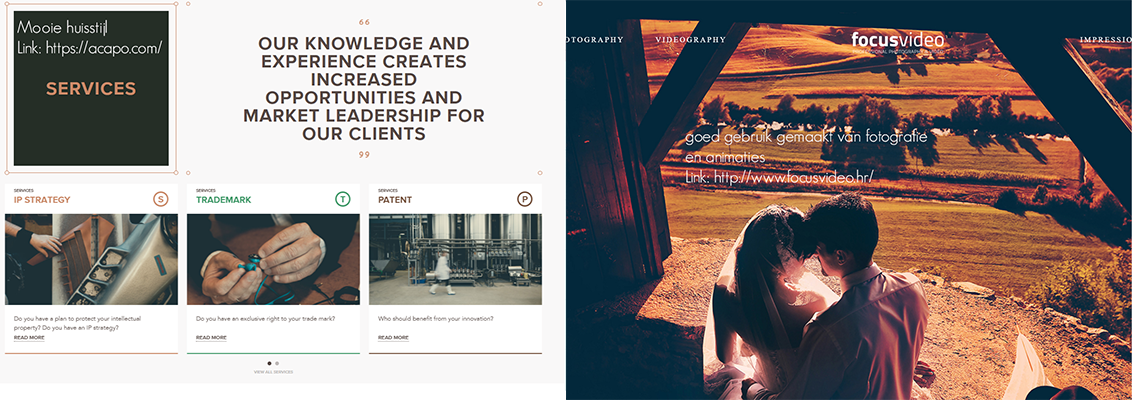 Mooie huisstijl
Link: https://acapo.com/
SERVICES
66
OUR KNOWLEDGE AND
EXPERIENCE CREATES
INCREASED
OPPORTUNITIES AND
MARKET LEADERSHIP FOR
OUR CLIENTS
99
SERVICES
IP STRATEGY
S
Do you have a plan to protect your intellectual
property? Do you have an IP strategy?
READ MORE
SERVICES
TRADEMARK
T
Do you have an exclusive right to your trade mark?
READ MORE
SERVICES
PATENT
P
Who should benefit from your innovation?
READ MORE
VIEW ALL SERVICES
OTOGRAPHY
VIDEOGRAPHY
focusvideo
IMPRESSIO
goed gebruik gemaakt van fotografie
en animaties
Link: http://www.focusvideo.hr/